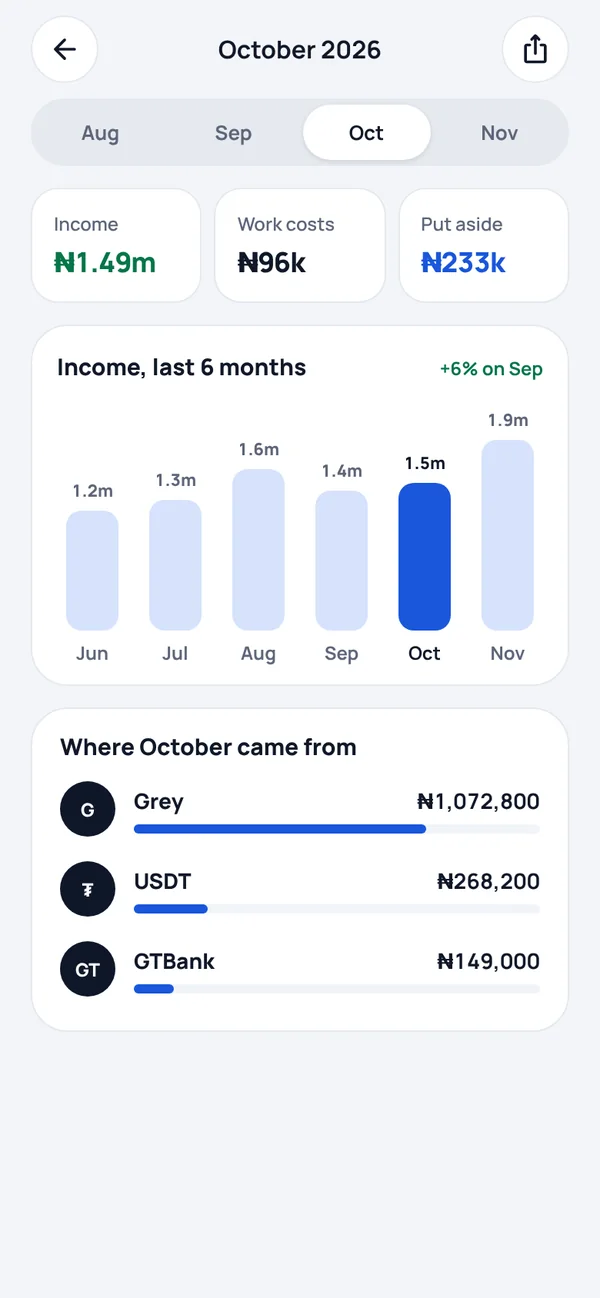 October 2026
Aug Sep Oct Nov
Income Work costs Put aside
₦1.49m ₦96k ₦233k
Income, last 6 months +6% on Sep
1.2m 1.3m 1.6m 1.4m 1.5m 1.9m
Jun Jul Aug Sep Oct Nov
Where October came from
G Grey ₦1,072,800
₮ USDT ₦268,200
GT GTBank ₦149,000